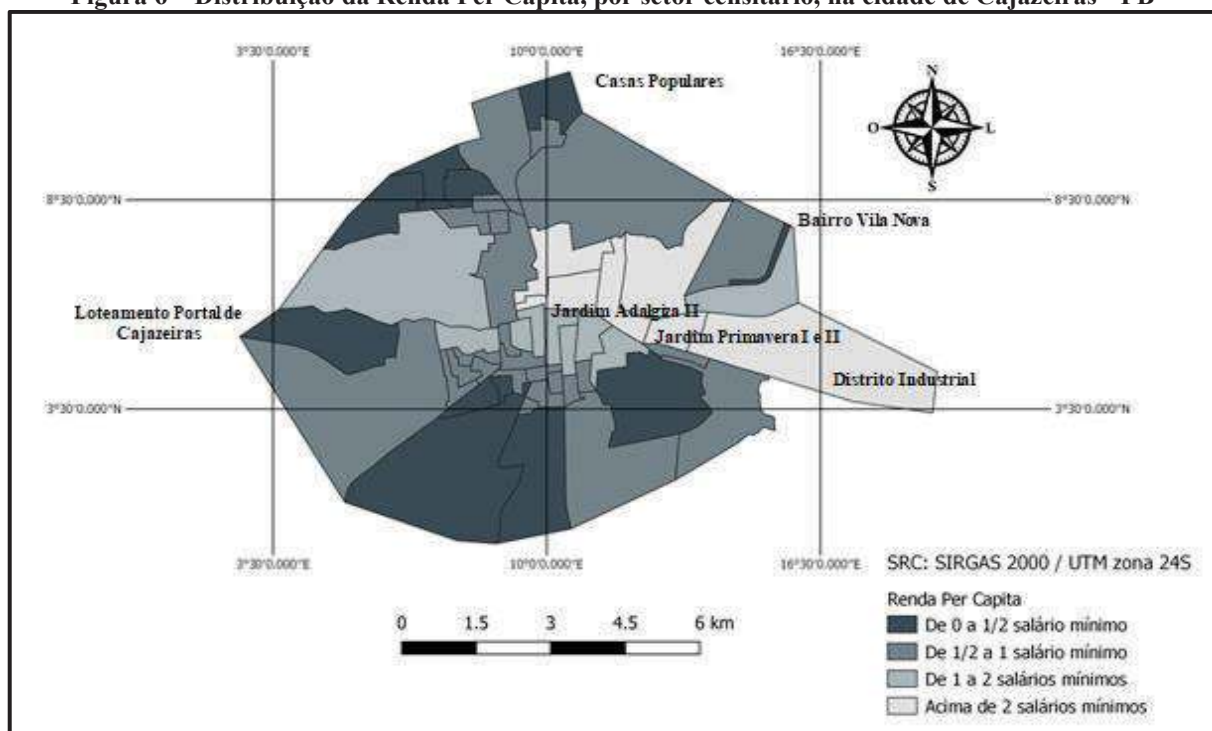 Figura 6 – Distribuição da Renda Per Capita, por setor censitário, na cidade de Cajazeiras - PB
3°30'0.000"E
10°0'0.000"E
16°30'0.000"E
Casas Populares
N
O
L
S
8°30'0.000"N
8°30'0.000"N
Bairro Vila Nova
Loteamento Portal de
Cajazeiras
Jardim Adalgiza II
Jardim Primavera I e II
Distrito Industrial
3°30'0.000"N
3°30'0.000"N
3°30'0.000"E
10°0'0.000"E
16°30'0.000"E
SRC: SIRGAS 2000 / UTM zona 24S
Renda Per Capita
De 0 a 1/2 salário mínimo
De 1/2 a 1 salário mínimo
De 1 a 2 salários mínimos
Acima de 2 salários mínimos
0 1.5 3 4.5 6 km